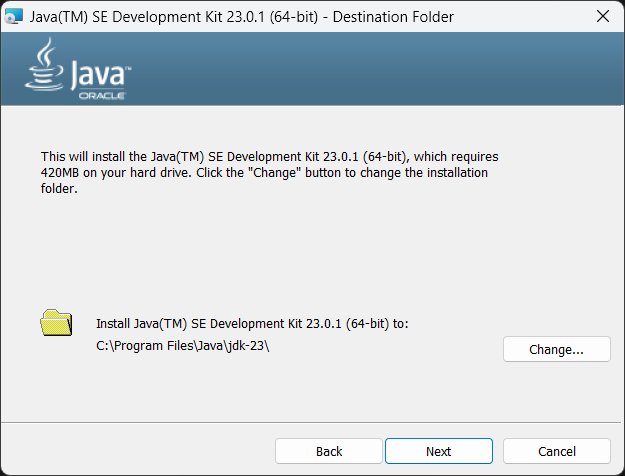 Java(TM) SE Development Kit 23.0.1 (64-bit) - Destination Folder
Java™
ORACLE
This will install the Java(TM) SE Development Kit 23.0.1 (64-bit), which requires
420MB on your hard drive. Click the "Change" button to change the installation
folder.
Install Java(TM) SE Development Kit 23.0.1 (64-bit) to:
C:\Program Files\Java\jdk-23\
Change...
Back
Next
Cancel